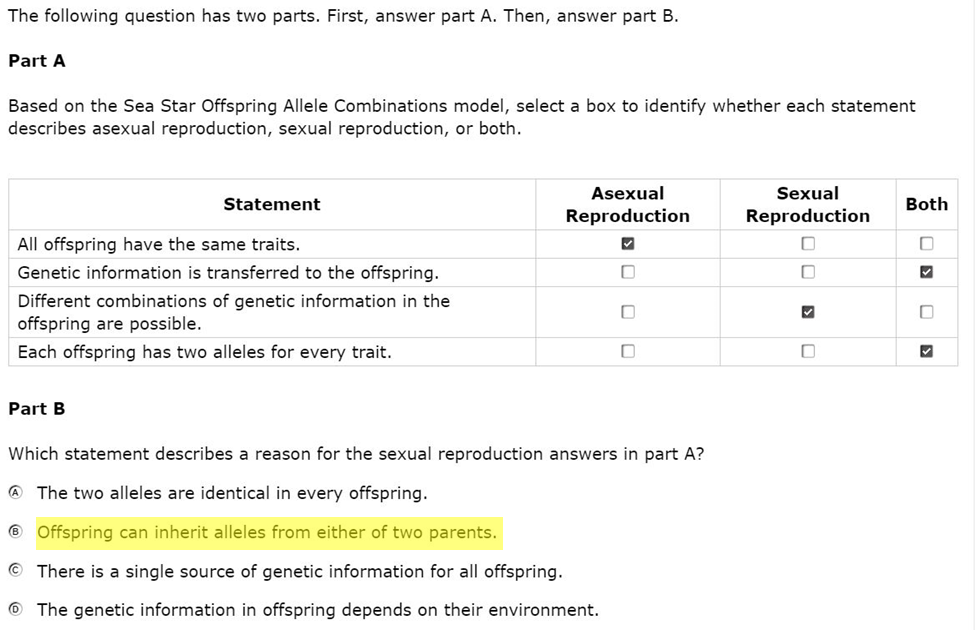 The following question has two parts. First, answer part A. Then, answer part B.
Part A
Based on the Sea Star Offspring Allele Combinations model, select a box to identify whether each statement
describes asexual reproduction, sexual reproduction, or both.
Statement
Asexual
Reproduction
Sexual
Reproduction
Both
All offspring have the same traits.
Genetic information is transferred to the offspring.
Different combinations of genetic information in the
offspring are possible.
Each offspring has two alleles for every trait.
Part B
Which statement describes a reason for the sexual reproduction answers in part A?
A The two alleles are identical in every offspring.
B Offspring can inherit alleles from either of two parents.
C There is a single source of genetic information for all offspring.
D The genetic information in offspring depends on their environment.